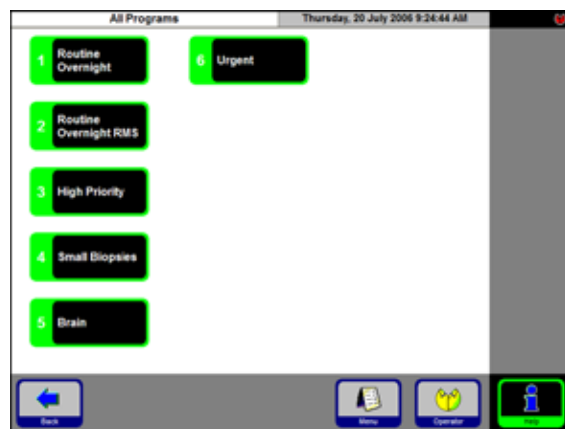 All Programs
Thursday, 20 July 2006 9:24:44 AM
1
Routine
Overnight
6
Urgent
2
Routine
Overnight RMS
3
High Priority
4
Small Biopsies
5
Brain
Back
Menu
Operator
Help